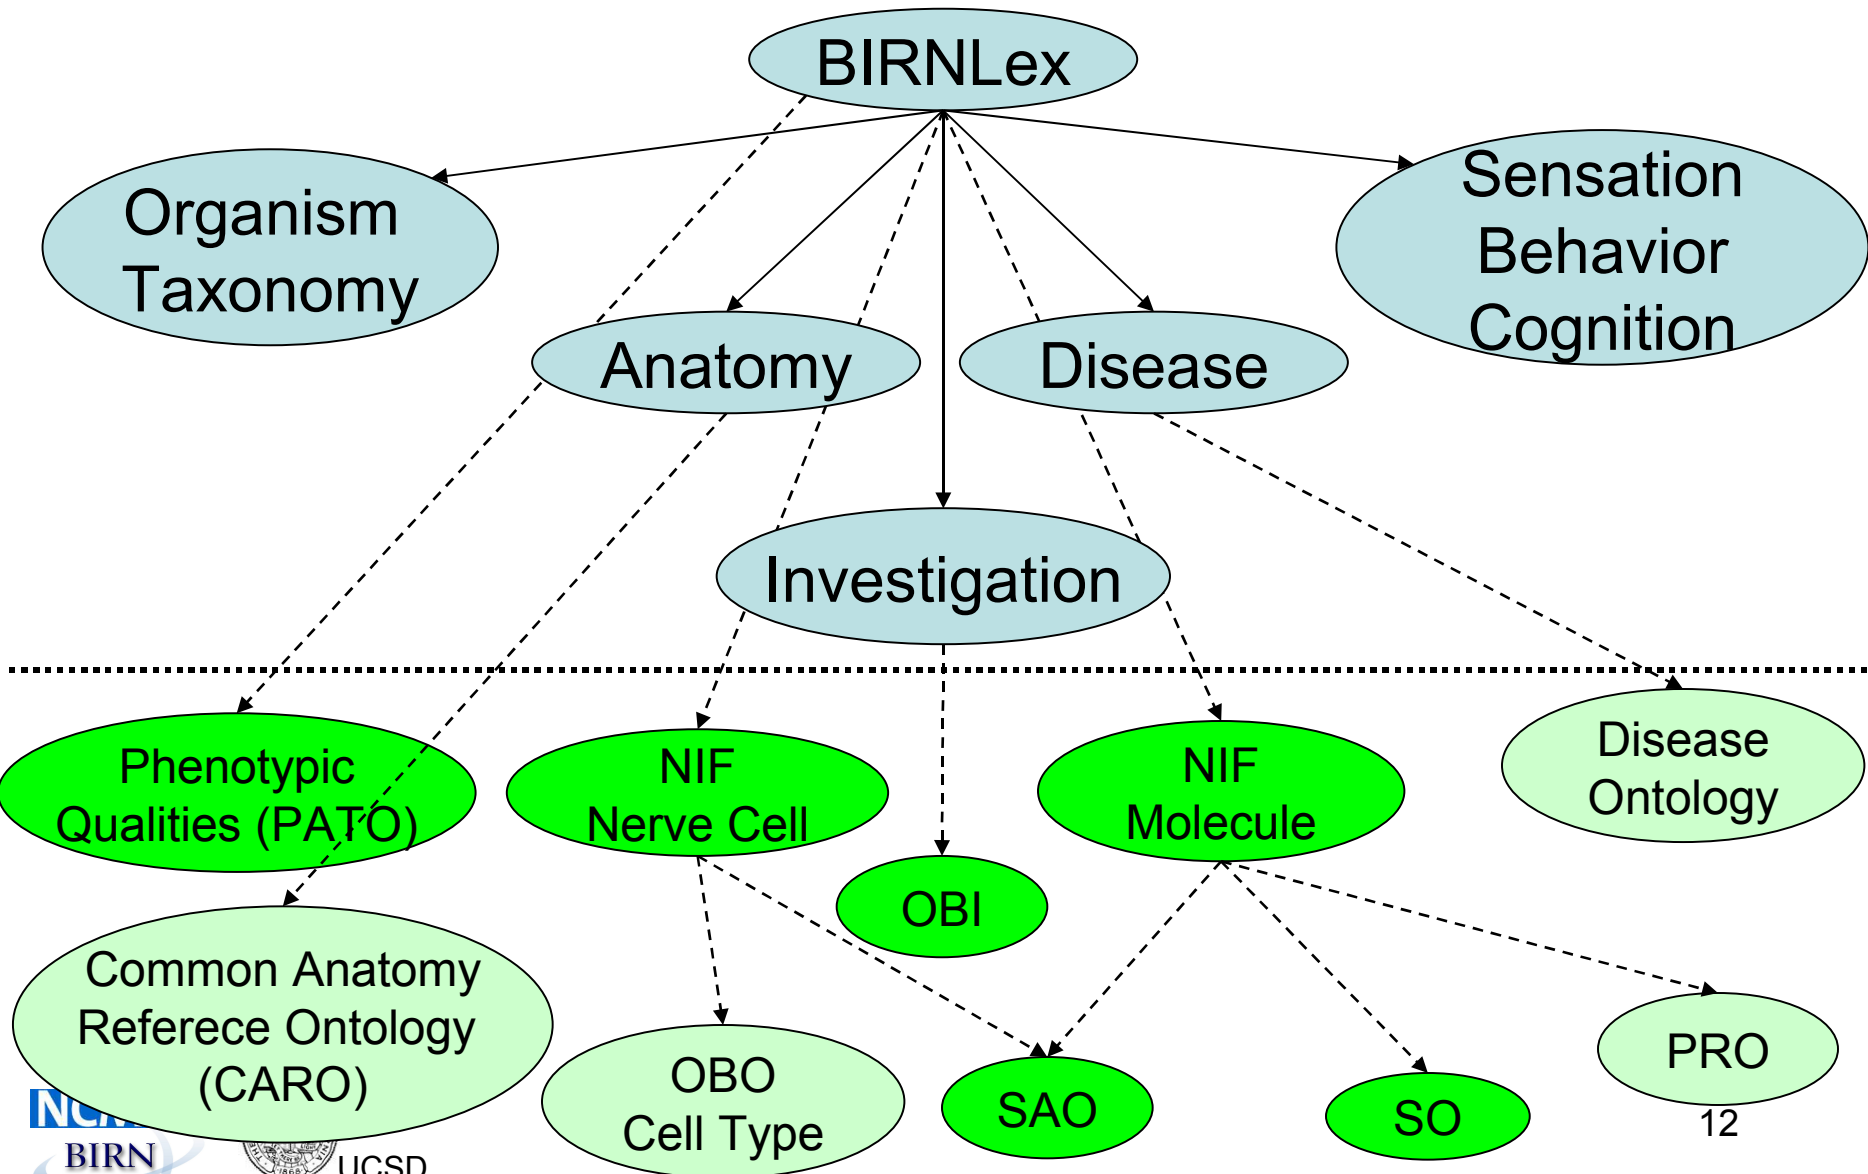 BIRNLex
Organism
Taxonomy
Sensation
Behavior
Cognition
Anatomy
Disease
Investigation
Phenotypic
Qualities (PATO)
NIF
Nerve Cell
NIF
Molecule
Disease
Ontology
OBI
Common Anatomy
Referece Ontology
(CARO)
OBO
Cell Type
SAO
SO
PRO
12
BIRN
UCSD